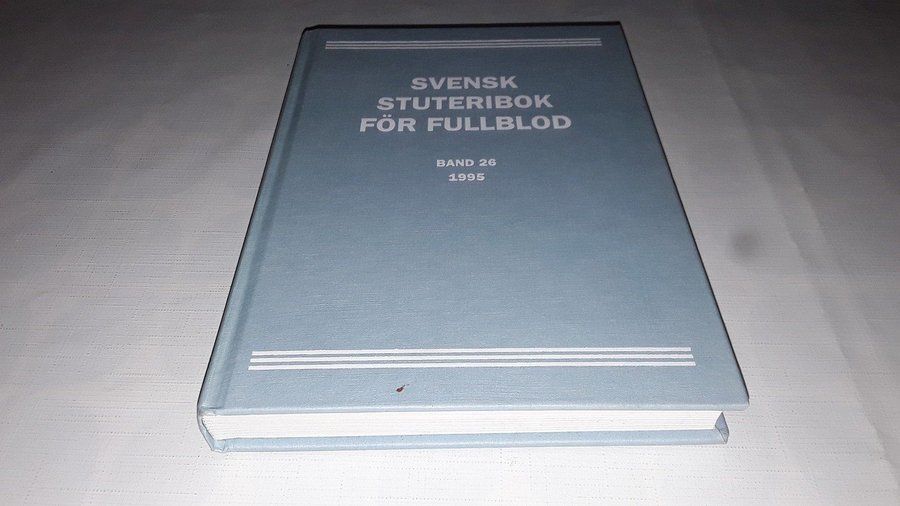 SVENSK
STUTERIBOK
FÖR FULLBLOD
BAND 26
1995